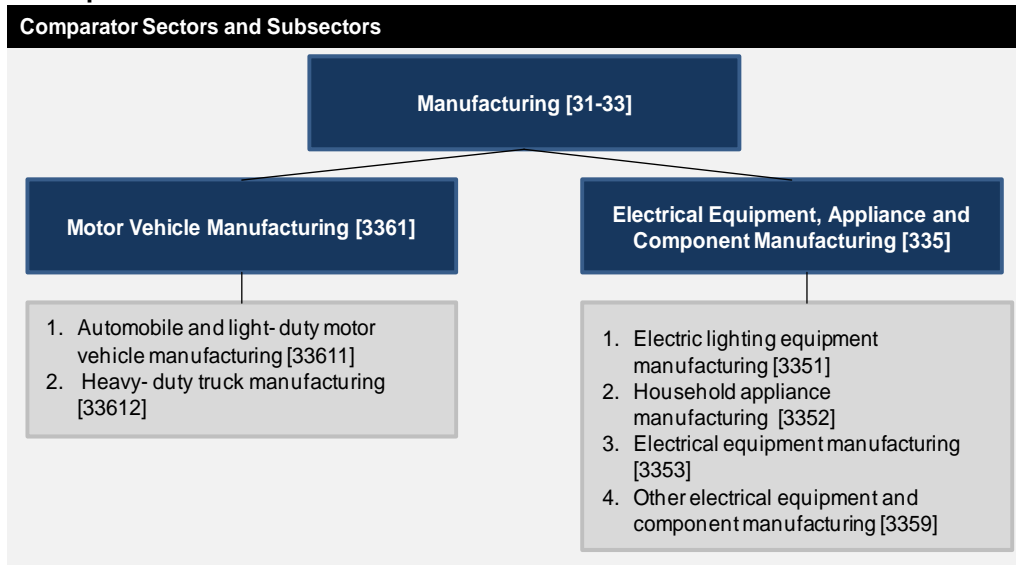 Comparator Sectors and Subsectors
Manufacturing [31-33]
Motor Vehicle Manufacturing [3361]
1. Automobile and light- duty motor
vehicle manufacturing [33611]
2. Heavy- duty truck manufacturing
[33612]
Electrical Equipment, Appliance and
Component Manufacturing [335]
1. Electric lighting equipment
manufacturing [3351]
2. Household appliance
manufacturing [3352]
3. Electrical equipment manufacturing
[3353]
4. Other electrical equipment and
component manufacturing [3359]